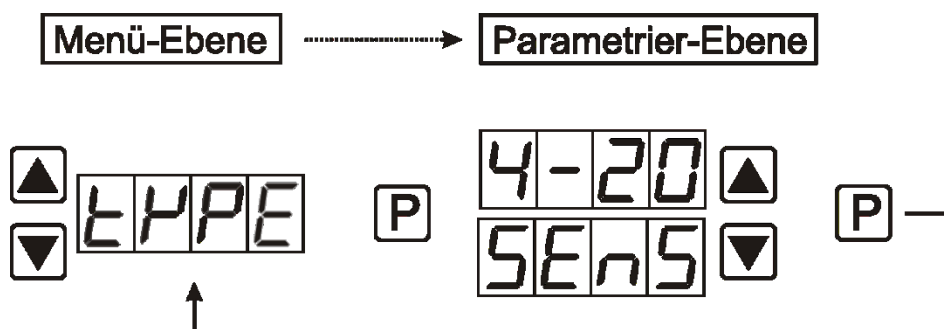 Menü-Ebene Parametrier-Ebene
tYPE P 4-20 P
SEnS